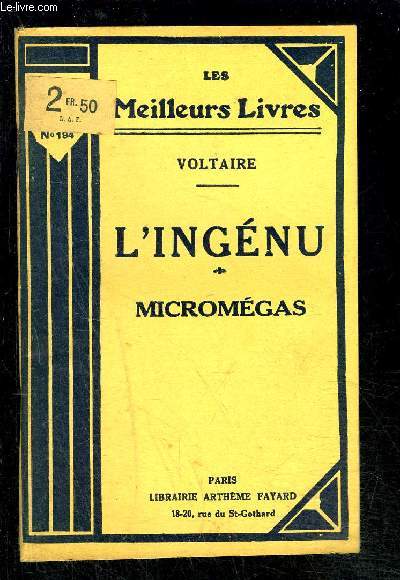 Le-livre.com
LES
Meilleurs Livres
2 FR. 50
Nº 194
VOLTAIRE
L'INGÉNU
MICROMÉGAS
PARIS
LIBRAIRIE ARTHÈME FAYARD
18-20, rue du St-Gothard